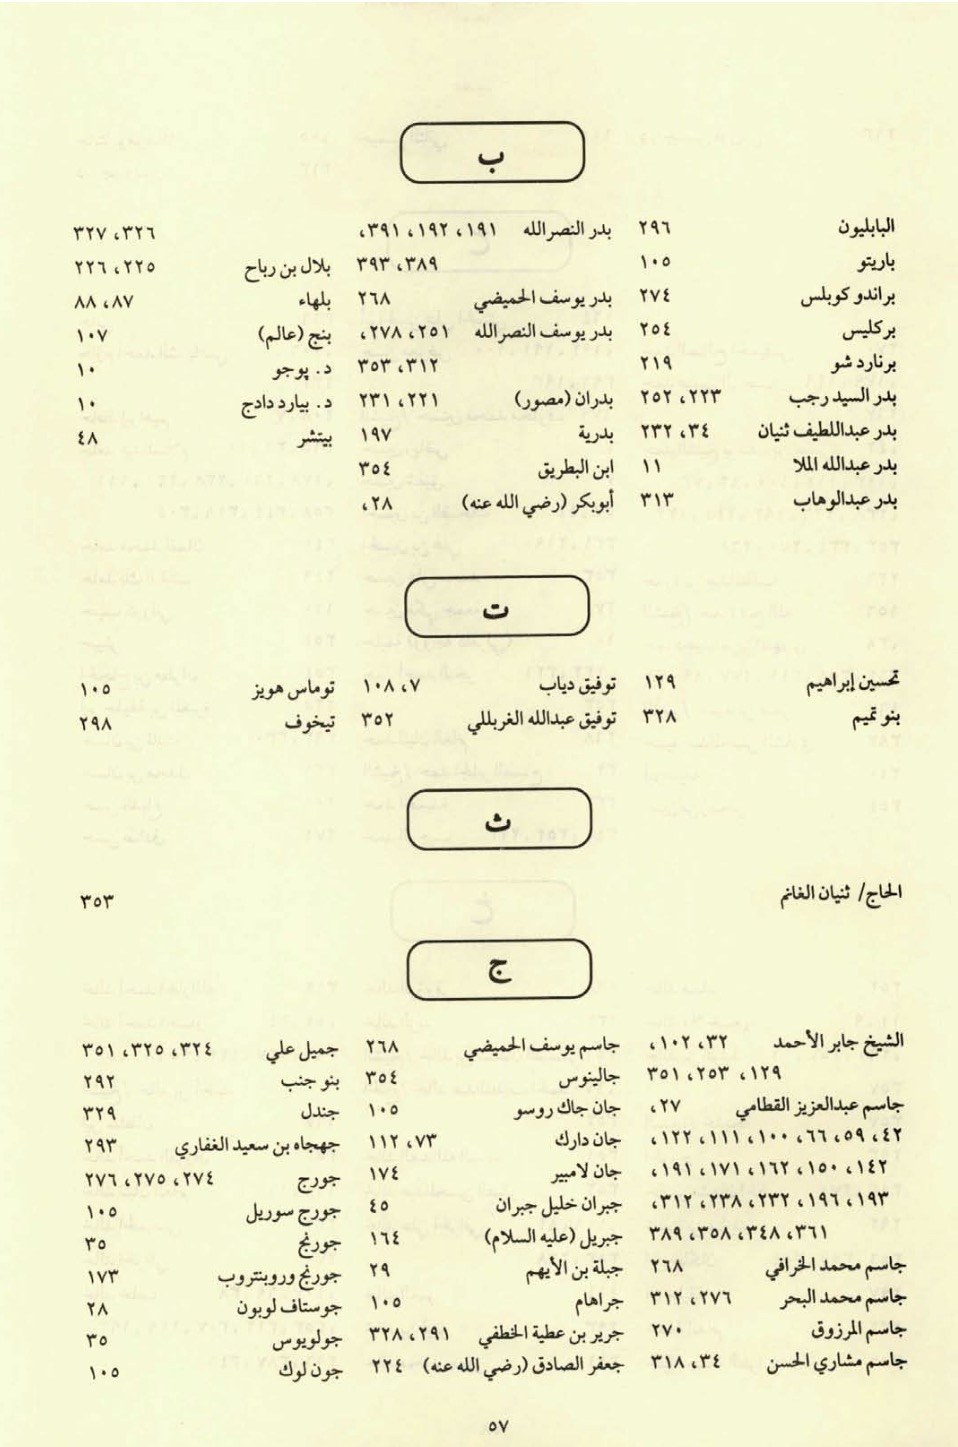 ب
البابليون ٢٩٦
باريتو ١٠٥
براندو كوبلس ٢٧٤
بركليس ٢٥٤
برنارد شو ٢١٩
بدر السيد رجب ٢٢٣، ٢٥٢
بدر عبداللطيف ثنيان ٣٤، ٢٣٢
بدر عبدالله الملا ١١
بدر عبدالوهاب ٣١٣
بدر النصرالله ١٩١، ١٩٢، ٣٩١،
٣٨٩، ٣٩٣
بدر يوسف الحميضي ٢٦٨
بدر يوسف النصرالله ٢٥١، ٢٧٨،
٣١٢، ٣٥٣
بدران (مصور) ٢٢١، ٢٣١
بدرية ١٩٧
ابن البطريق ٣٥٤
أبوبكر (رضي الله عنه) ٢٨،
٣٢٦، ٣٢٧
بلال بن رباح ٢٢٥، ٢٢٦
بلهاء ٨٧، ٨٨
بنج (عالم) ١٠٧
د. پوجو ١٠
د. بيارد دادج ١٠
بيتشر ٤٨
ت
تحسين إبراهيم ١٢٩
بنو تميم ٣٢٨
توفيق دياب ٧، ١٠٨
توفيق عبدالله الغربللي ٣٥٢
توماس هوبز ١٠٥
تيخوف ٢٩٨
ث
الحاج/ ثنيان الغانم ٣٥٣
ج
الشيخ جابر الأحمد ٣٢، ١٠٢،
١٢٩، ٢٥٣، ٣٥١
جاسم عبدالعزيز القطامي ٢٧،
٤٢، ٥٩، ٦٦، ١٠٠، ١١١، ١٢٢،
١٤٢، ١٥٠، ١٦٢، ١٧١، ١٩١،
١٩٣، ١٩٦، ٢٣٢، ٢٣٨، ٣١٢،
٣٦١، ٣٤٨، ٣٥٨، ٣٨٩
جاسم محمد الخرافي ٢٦٨
جاسم محمد البحر ٢٧٦، ٣١٢
جاسم المرزوق ٢٧٠
جاسم مشاري الحسن ٣٤، ٣١٨
جاسم يوسف الحميضي ٢٦٨
جالينوس ٣٥٤
جان جاك روسو ١٠٥
جان دارك ٧٣، ١١٢
جان لامبير ١٧٤
جبران خليل جبران ٤٥
جبريل (عليه السلام) ١٦٤
جبلة بن الأيهم ٢٩
جراهام ١٠٥
جرير بن عطية الخطفي ٢٩١، ٣٢٨
جعفر الصادق (رضي الله عنه) ٢٢٤
جميل علي ٣٢٤، ٣٢٥، ٣٥١
بنو جنب ٢٩٢
جندل ٣٢٩
جهجاه بن سعيد الغفاري ٢٩٣
جورج ٢٧٤، ٢٧٥، ٢٧٦
جورج سوريل ١٠٥
جورنج ٣٥
جورنج وروبنتروب ١٧٣
جوستاف لوبون ٢٨
جولويوس ٣٥
جون لوك ١٠٥
٥٧